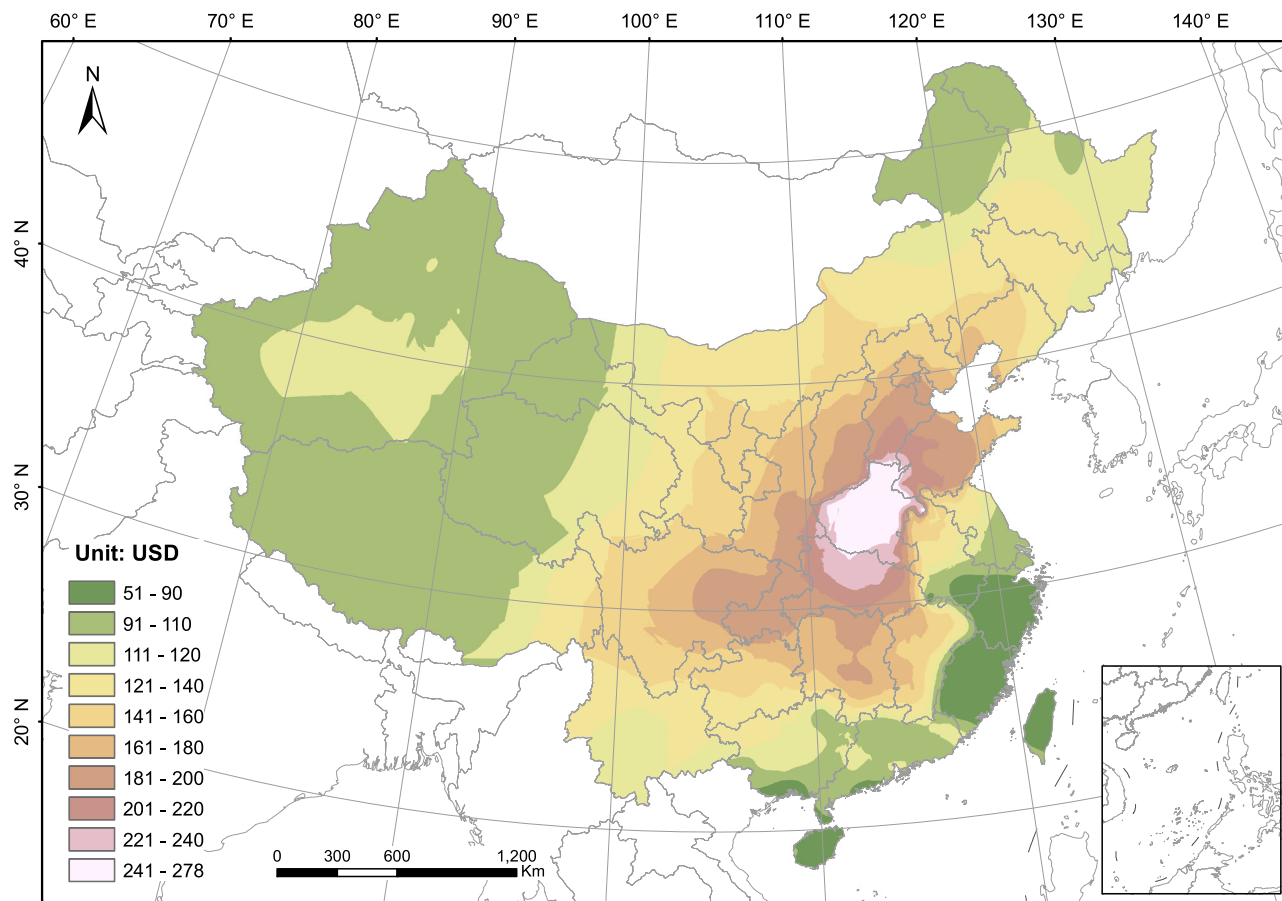 60° E 70° E 80° E 90° E 100° E 110° E 120° E 130° E 140° E
N
40° N
30° N
20° N
Unit: USD
51 - 90
91 - 110
111 - 120
121 - 140
141 - 160
161 - 180
181 - 200
201 - 220
221 - 240
241 - 278
0 300 600 1,200
Km